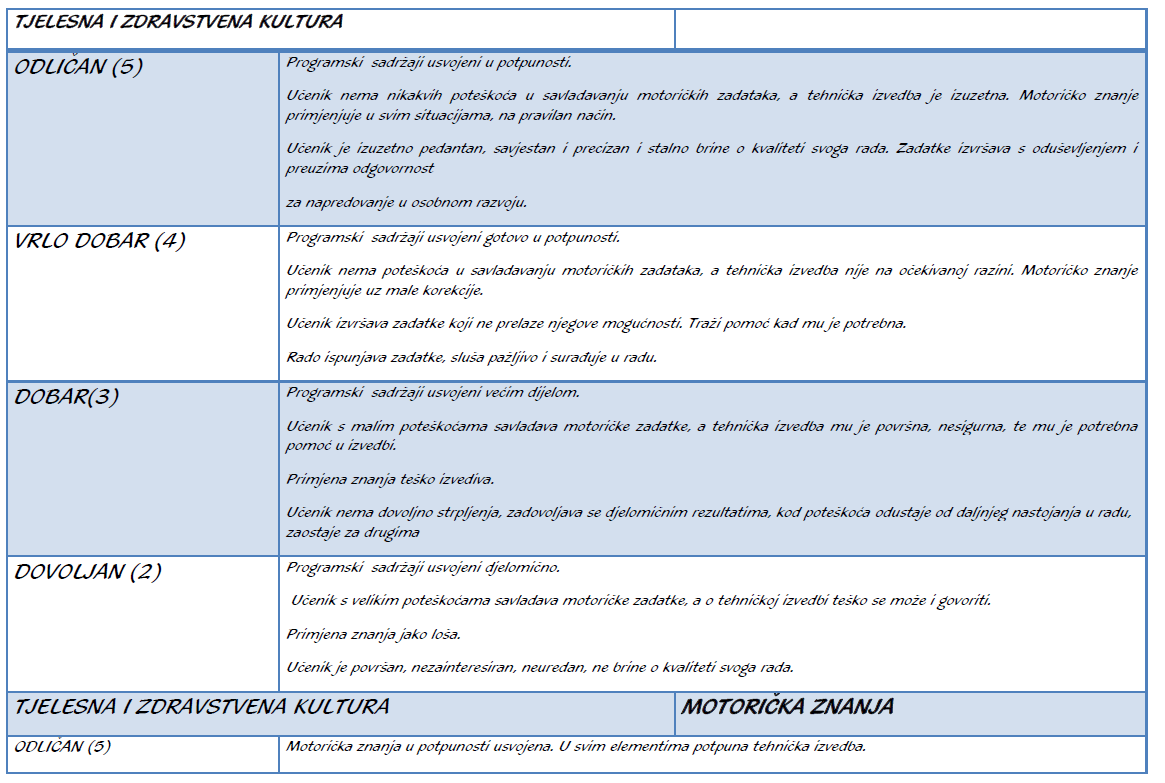 TJELESNA I ZDRAVSTVENA KULTURA
ODLIČAN (5)
Programski sadržaji usvojeni u potpunosti.
Učenik nema nikakvih poteškoća u savladavanju motoričkih zadataka, a tehnička izvedba je izuzetna. Motoričko znanje
primjenjuje u svim situacijama, na pravilan način.
Učenik je izuzetno pedantan, savjestan i precizan i stalno brine o kvaliteti svoga rada. Zadatke izvršava s oduševljenjem i
preuzima odgovornost
za napredovanje u osobnom razvoju.
VRLO DOBAR (4)
Programski sadržaji usvojeni gotovo u potpunosti.
Učenik nema poteškoća u savladavanju motoričkih zadataka, a tehnička izvedba nije na očekivanoj razini. Motoričko znanje
primjenjuje uz male korekcije.
Učenik izvršava zadatke koji ne prelaze njegove mogućnosti. Traži pomoć kad mu je potrebna.
Rado ispunjava zadatke, sluša pažljivo i surađuje u radu.
DOBAR(3)
Programski sadržaji usvojeni većim dijelom.
Učenik s malim poteškoćama savladava motoričke zadatke, a tehnička izvedba mu je površna, nesigurna, te mu je potrebna
pomoć u izvedbi.
Primjena znanja teško izvediva.
Učenik nema dovoljno strpljenja, zadovoljava se djelomičnim rezultatima, kod poteškoća odustaje od daljnjeg nastojanja u radu,
zaostaje za drugima
DOVOLJAN (2)
Programski sadržaji usvojeni djelomično.
Učenik s velikim poteškoćama savladava motoričke zadatke, a o tehničkoj izvedbi teško se može i govoriti.
Primjena znanja jako loša.
Učenik je površan, nezainteresiran, neuredan, ne brine o kvaliteti svoga rada.
TJELESNA I ZDRAVSTVENA KULTURA
MOTORIČKA ZNANJA
ODLIČAN (5)
Motorička znanja u potpunosti usvojena. U svim elementima potpuna tehnička izvedba.